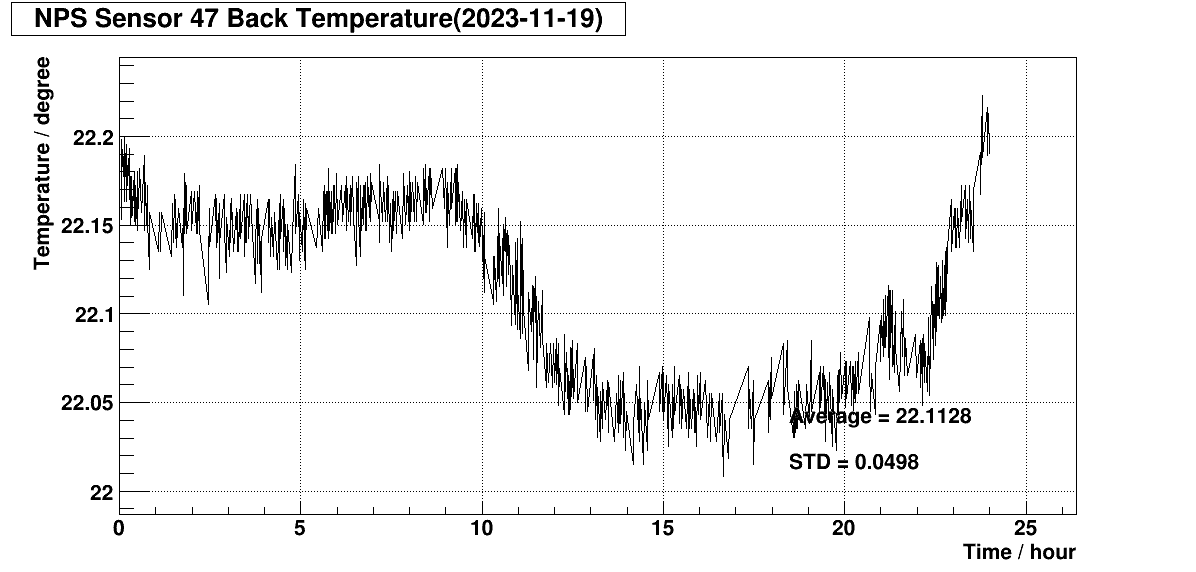 NPS Sensor 47 Back Temperature(2023-11-19)
Temperature / degree
22.2
22.15
22.1
22.05
22
Average = 22.1128
STD = 0.0498
0 5 10 15 20 25
Time / hour